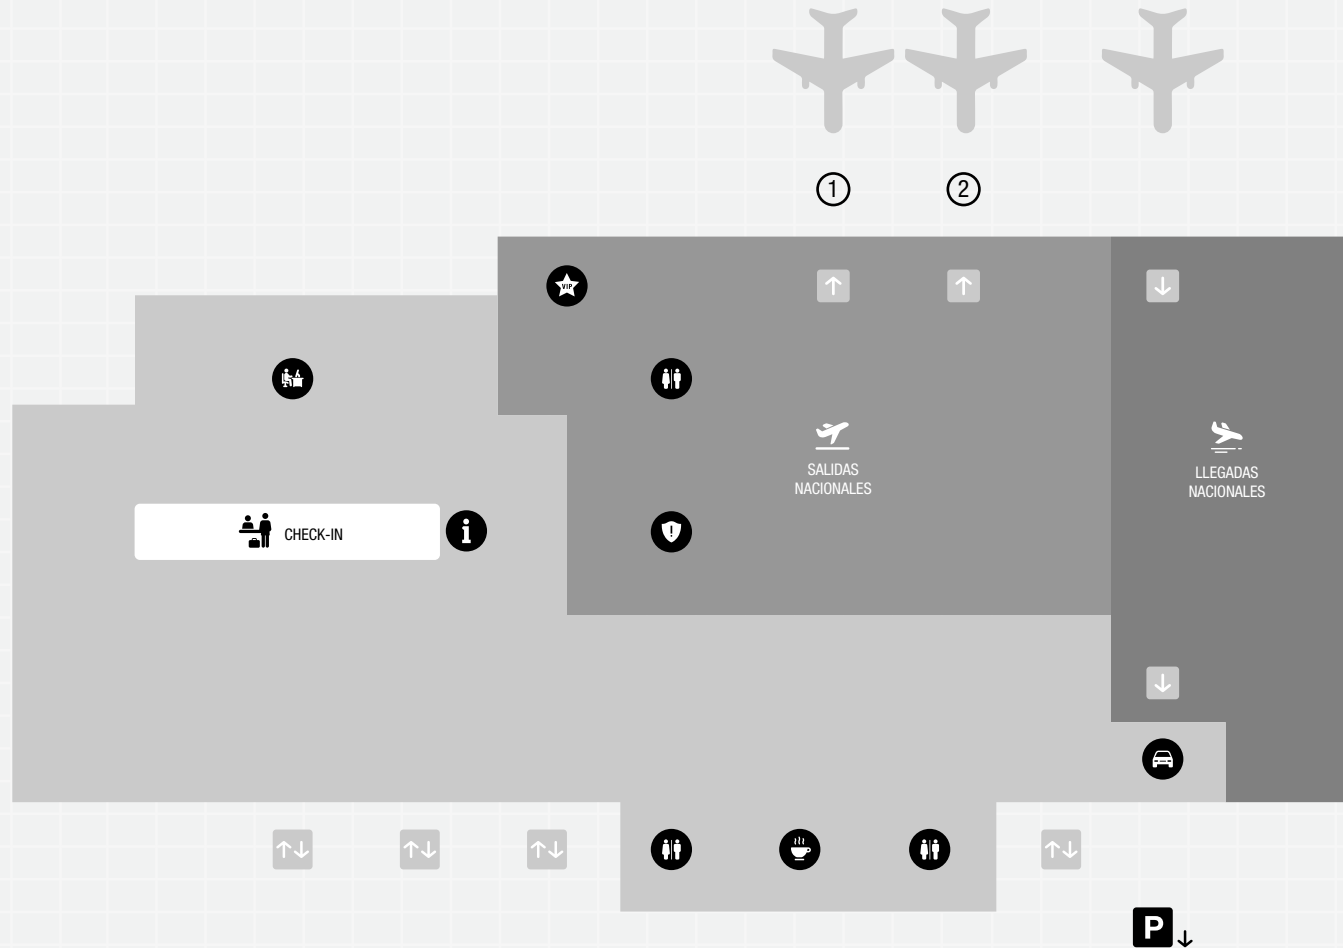 1
2
VIP
SALIDAS
NACIONALES
LLEGADAS
NACIONALES
CHECK-IN
i
P